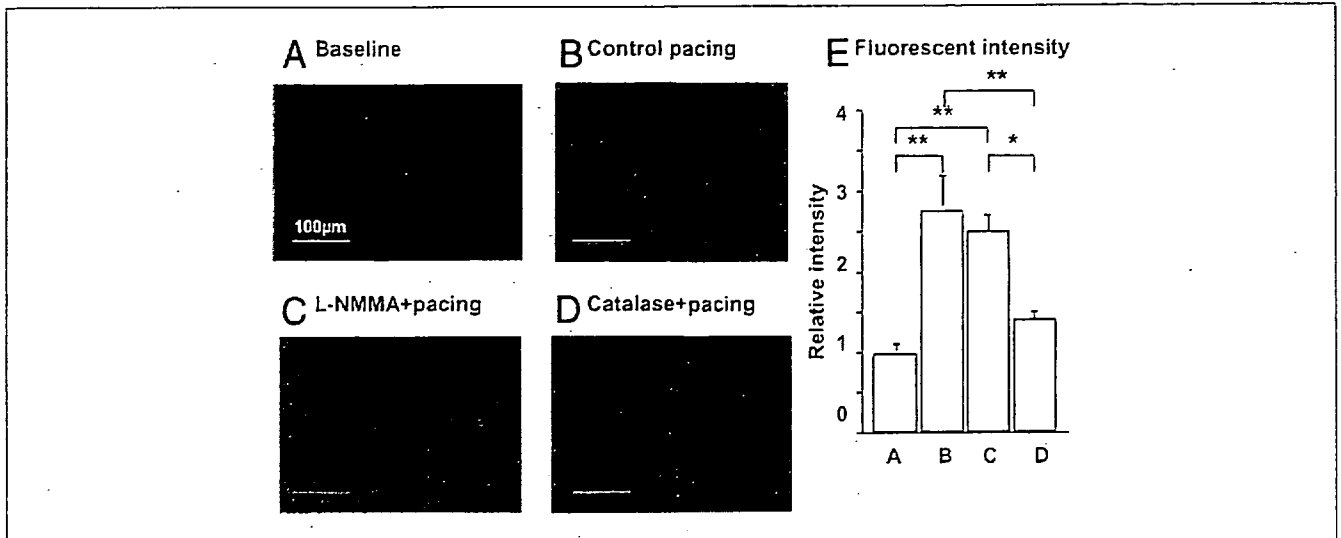 A Baseline
B Control pacing
E Fluorescent intensity
100µm
C L-NMMA+pacing
D Catalase+pacing
Relative intensity
4
3
2
1
0
**
**
**
*
A B C D